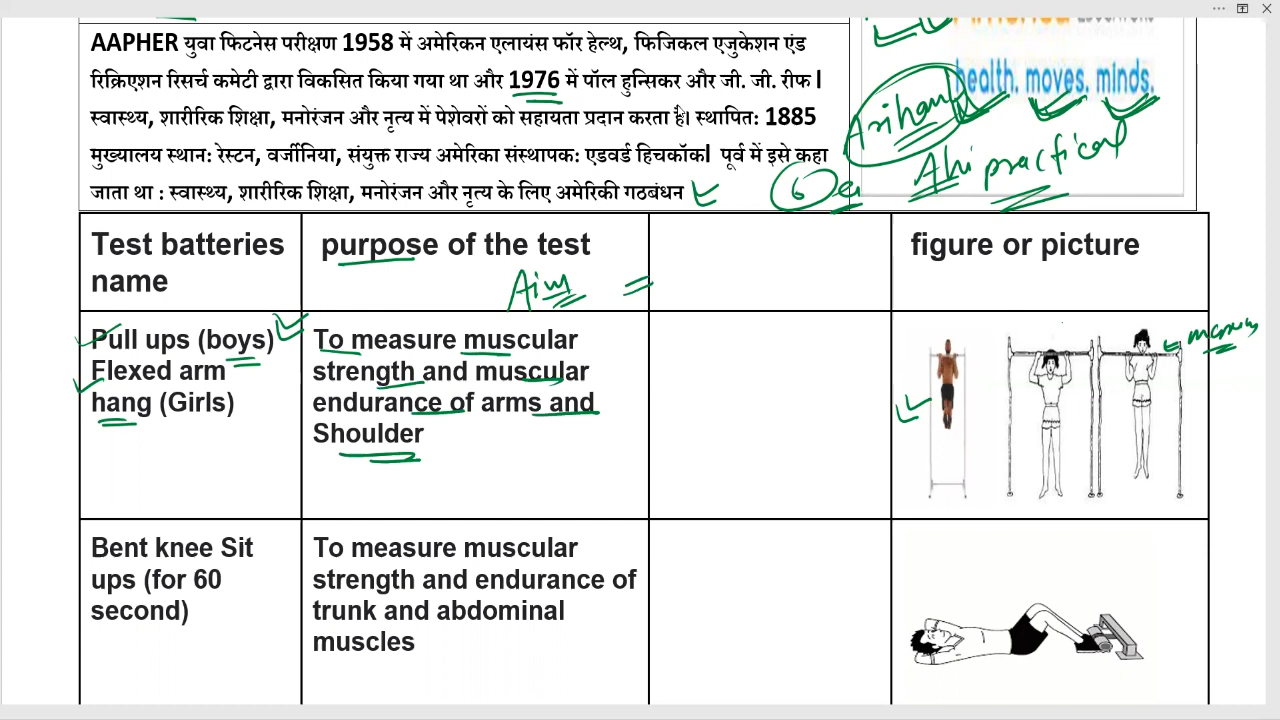 AAPHER युवा फिटनेस परीक्षण 1958 में अमेरिकन एलायंस फॉर हेल्थ, फिजिकल एजुकेशन एंड
रिक्रिएशन रिसर्च कमेटी द्वारा विकसित किया गया था और 1976 में पॉल हुन्सिकर और जी. जी. रीफ l
स्वास्थ्य, शारीरिक शिक्षा, मनोरंजन और नृत्य में पेशेवरों को सहायता प्रदान करता है। स्थापित: 1885
मुख्यालय स्थान: रेस्टन, वर्जीनिया, संयुक्त राज्य अमेरिका संस्थापक: एडवर्ड हिचकॉकl पूर्व में इसे कहा
जाता था : स्वास्थ्य, शारीरिक शिक्षा, मनोरंजन और नृत्य के लिए अमेरिकी गठबंधन
health. moves. minds.
Arihant
practical
6
Test batteries
name
purpose of the test
Aim =
figure or picture
Pull ups (boys)
Flexed arm
hang (Girls)
To measure muscular
strength and muscular
endurance of arms and
Shoulder
Bent knee Sit
ups (for 60
second)
To measure muscular
strength and endurance of
trunk and abdominal
muscles